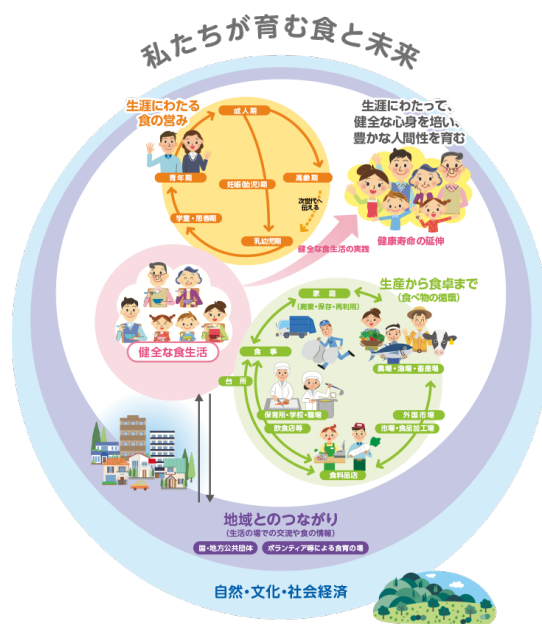 私たちが育む食と未来
生涯にわたる
食の営み
成人期
青年期
妊娠(胎児)期
高齢期
学童・思春期
次世代へ
伝える
乳幼児期
生涯にわたって、
健全な心身を培い、
豊かな人間性を育む
健康寿命の延伸
健全な食生活の実践
健全な食生活
生産から食卓まで
(食べ物の循環)
家庭
(廃棄・保存・再利用)
食事
台所
農場・漁場・畜産場
保育所・学校・職場
飲食店等
外国市場
市場・食品加工場
食料品店
地域とのつながり
(生活の場での交流や食の情報)
国・地方公共団体
ボランティア等による食育の場
自然・文化・社会経済